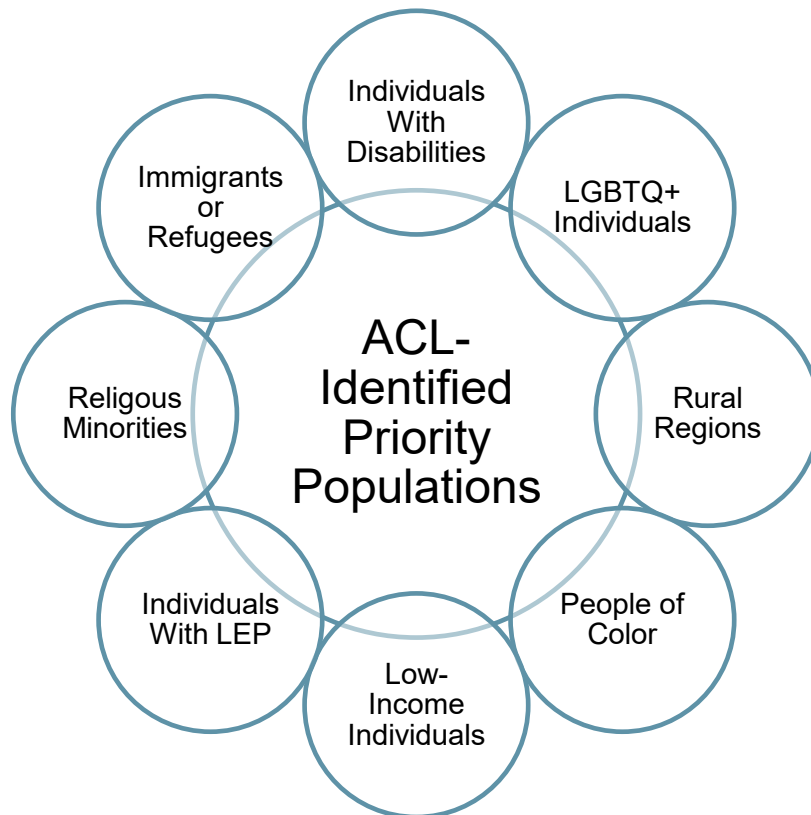 Individuals
With
Disabilities
LGBTQ+
Individuals
Rural
Regions
People of
Color
Low-
Income
Individuals
Individuals
With LEP
Religous
Minorities
Immigrants
or
Refugees
ACL-
Identified
Priority
Populations